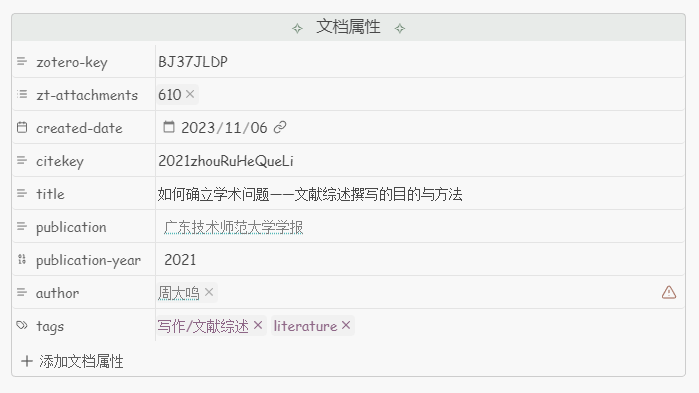 文档属性
zotero-key BJ37JLDP
zt-attachments 610
created-date 2023/11/06
citekey 2021zhouRuHeQueLi
title 如何确立学术问题——文献综述撰写的目的与方法
publication 广东技术师范大学学报
publication-year 2021
author 周大鸣
tags 写作/文献综述 literature
添加文档属性